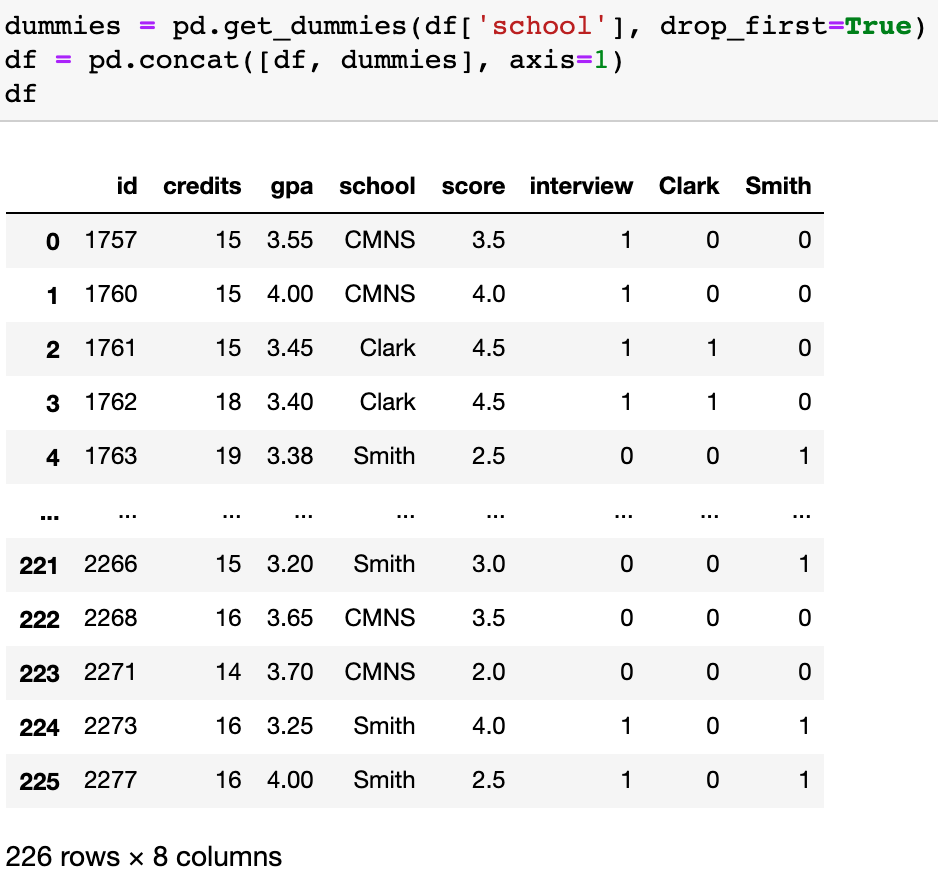 dummies = pd.get_dummies(df['school'], drop_first=True)
df = pd.concat([df, dummies], axis=1)
df
id credits gpa school score interview Clark Smith
0 1757 15 3.55 CMNS 3.5 1 0 0
1 1760 15 4.00 CMNS 4.0 1 0 0
2 1761 15 3.45 Clark 4.5 1 1 0
3 1762 18 3.40 Clark 4.5 1 1 0
4 1763 19 3.38 Smith 2.5 0 0 1
... ... ... ... ... ... ... ... ...
221 2266 15 3.20 Smith 3.0 0 0 1
222 2268 16 3.65 CMNS 3.5 0 0 0
223 2271 14 3.70 CMNS 2.0 0 0 0
224 2273 16 3.25 Smith 4.0 1 0 1
225 2277 16 4.00 Smith 2.5 1 0 1
226 rows × 8 columns